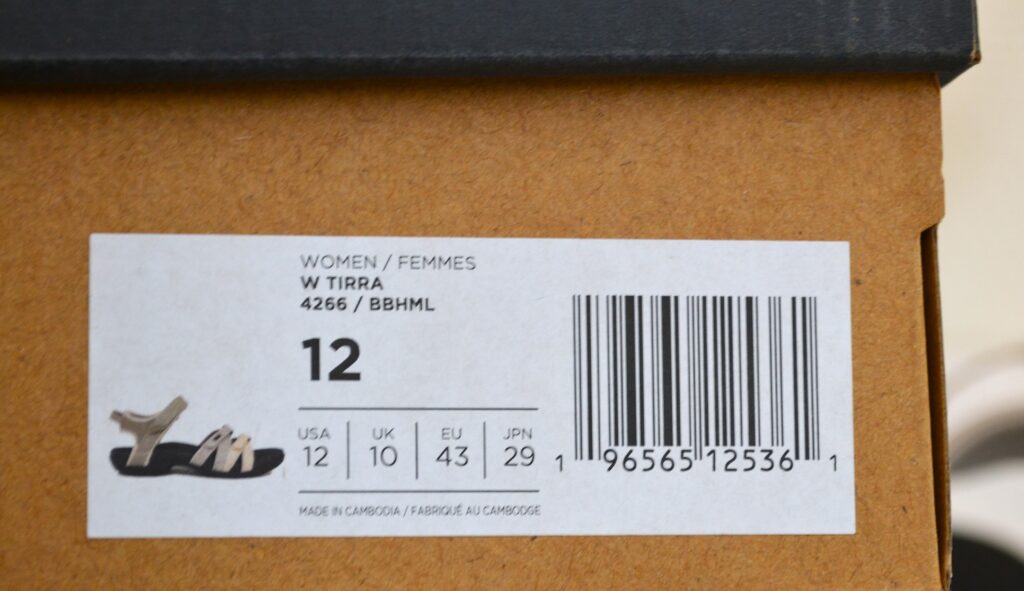 WOMEN / FEMMES
W TIRRA
4266 / BBHML
12
USA UK EU JPN
12 10 43 29
MADE IN CAMBODIA / FABRIQUÉ AU CAMBODGE
1 96565 12536 1